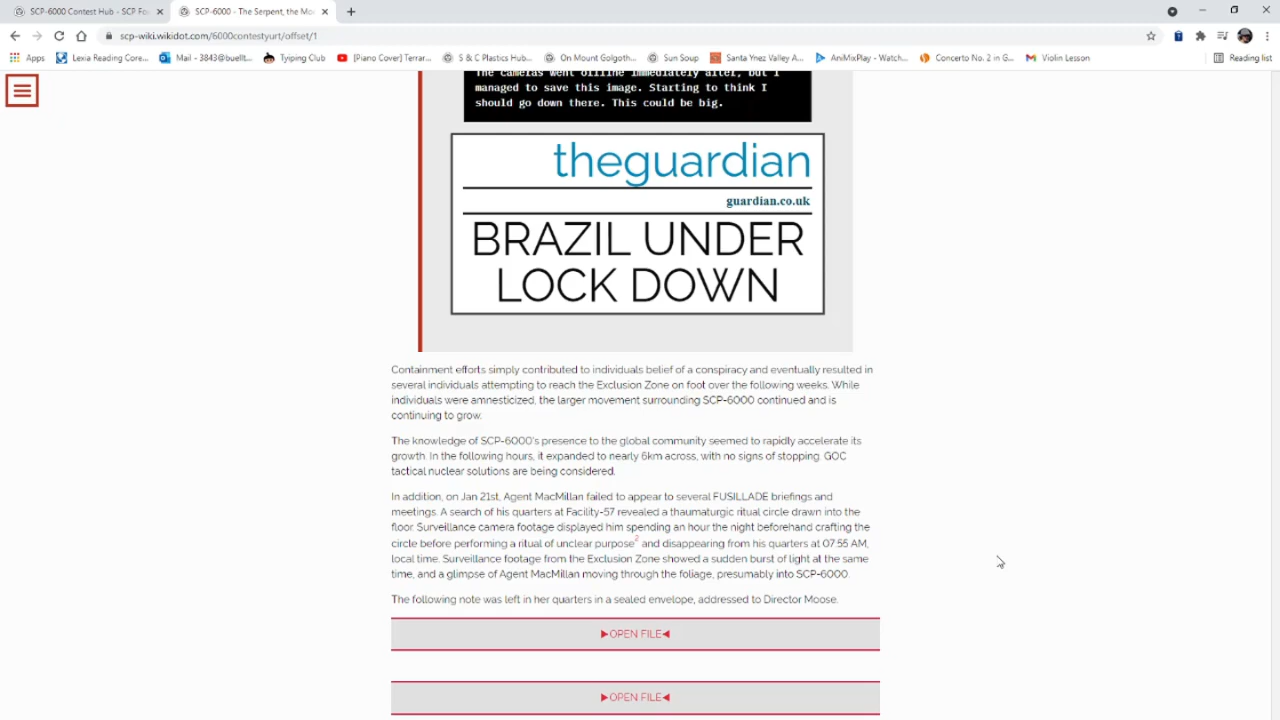 SCP-6000 Contest Hub - SCP Fo
SCP-6000 - The Serpent, the Mo
scp-wiki.wikidot.com/6000contestyurt/offset/1
Apps
Lexia Reading Core...
Mail - 3843@buellt...
Tyiping Club
[Piano Cover] Terrar...
S & C Plastics Hub...
On Mount Golgoth...
Sun Soup
Santa Ynez Valley A...
AniMixPlay - Watch...
Concerto No. 2 in G...
Violin Lesson
Reading list
The cameras went offline immediately after, but I
managed to save this image. Starting to think I
should go down there. This could be big.
theguardian
guardian.co.uk
BRAZIL UNDER
LOCK DOWN
Containment efforts simply contributed to individuals belief of a conspiracy and eventually resulted in
several individuals attempting to reach the Exclusion Zone on foot over the following weeks. While
individuals were amnesticized, the larger movement surrounding SCP-6000 continued and is
continuing to grow.
The knowledge of SCP-6000's presence to the global community seemed to rapidly accelerate its
growth. In the following hours, it expanded to nearly 6km across, with no signs of stopping. GOC
tactical nuclear solutions are being considered.
In addition, on Jan 21st, Agent MacMillan failed to appear to several FUSILLADE briefings and
meetings. A search of his quarters at Facility-57 revealed a thaumaturgic ritual circle drawn into the
floor. Surveillance camera footage displayed him spending an hour the night beforehand crafting the
circle before performing a ritual of unclear purpose2 and disappearing from his quarters at 07:55 AM,
local time. Surveillance footage from the Exclusion Zone showed a sudden burst of light at the same
time, and a glimpse of Agent MacMillan moving through the foliage, presumably into SCP-6000.
The following note was left in her quarters in a sealed envelope, addressed to Director Moose.
▶OPEN FILE◀
▶OPEN FILE◀